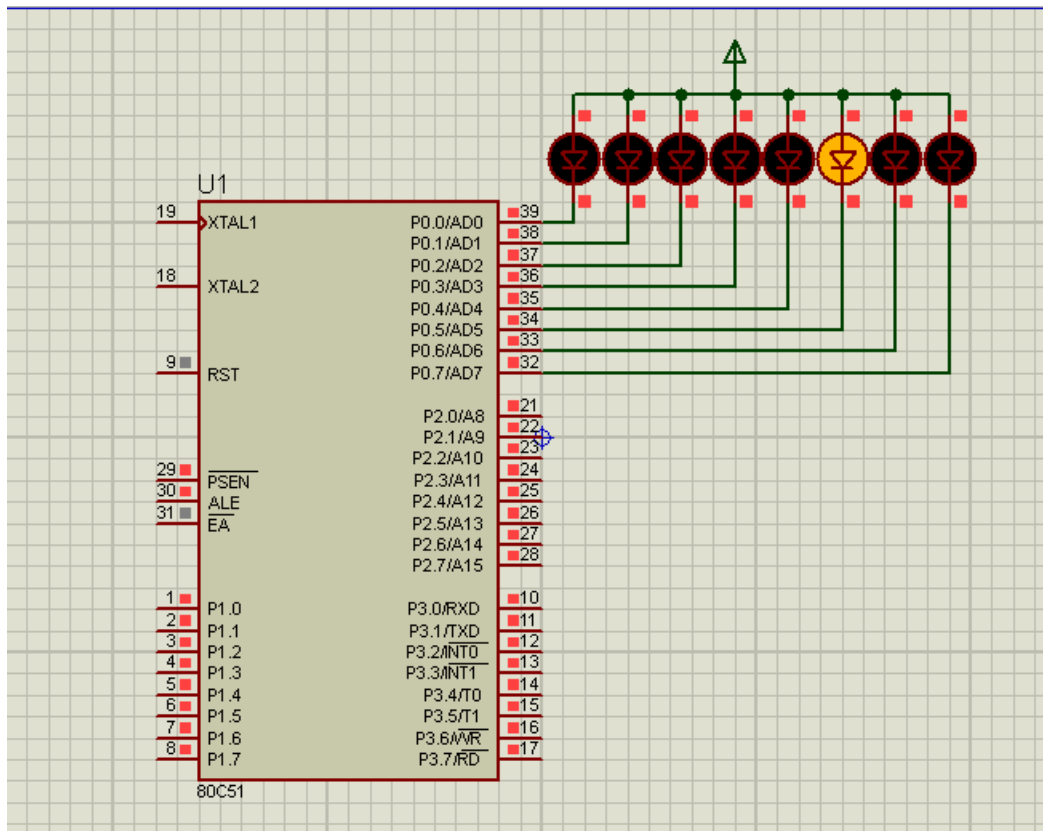 U1
19 XTAL1
18 XTAL2
9 RST
29 PSEN
30 ALE
31 EA
1 P1.0
2 P1.1
3 P1.2
4 P1.3
5 P1.4
6 P1.5
7 P1.6
8 P1.7
P0.0/AD0 39
P0.1/AD1 38
P0.2/AD2 37
P0.3/AD3 36
P0.4/AD4 35
P0.5/AD5 34
P0.6/AD6 33
P0.7/AD7 32
P2.0/A8 21
P2.1/A9 22
P2.2/A10 23
P2.3/A11 24
P2.4/A12 25
P2.5/A13 26
P2.6/A14 27
P2.7/A15 28
P3.0/RXD 10
P3.1/TXD 11
P3.2/INT0 12
P3.3/INT1 13
P3.4/T0 14
P3.5/T1 15
P3.6/WR 16
P3.7/RD 17
80C51